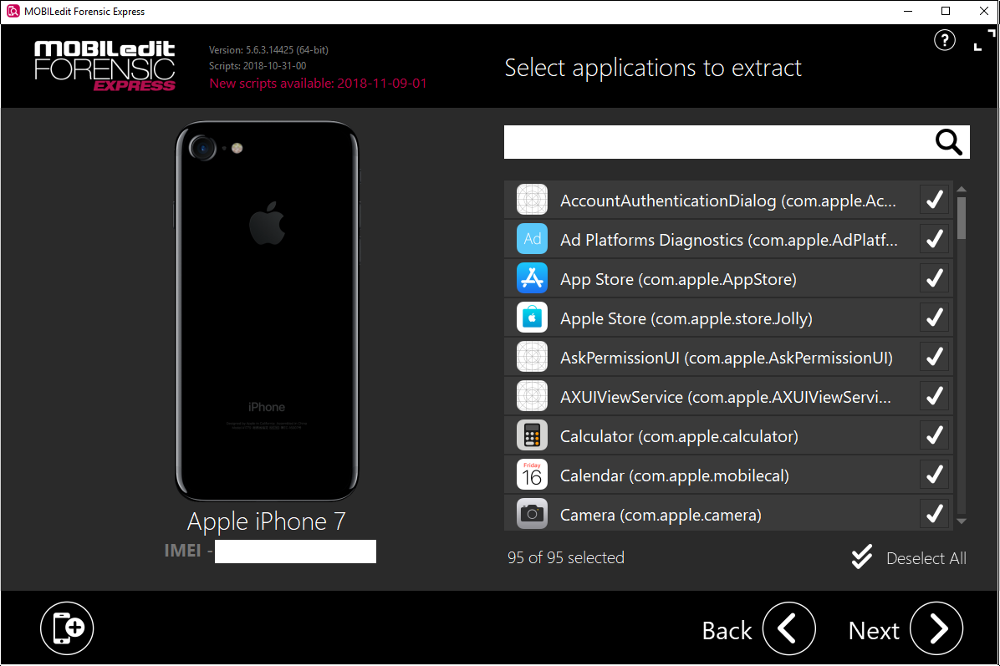 MOBILedit Forensic Express
MOBILedit
FORENSIC
EXPRESS
Version: 5.6.3.14425 (64-bit)
Scripts: 2018-10-31-00
New scripts available: 2018-11-09-01
Select applications to extract
?
iPhone
Apple iPhone 7
IMEI -
AccountAuthenticationDialog (com.apple.Ac...
Ad
Ad Platforms Diagnostics (com.apple.AdPlatf...
App Store (com.apple.AppStore)
Apple Store (com.apple.store.Jolly)
AskPermissionUI (com.apple.AskPermissionUI)
AXUIViewService (com.apple.AXUIViewServi...
Calculator (com.apple.calculator)
Friday
16
Calendar (com.apple.mobilecal)
Camera (com.apple.camera)
95 of 95 selected
Deselect All
Back
Next